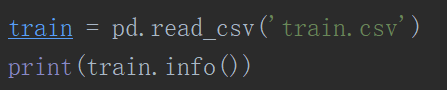 train = pd.read_csv('train.csv')
print(train.info())